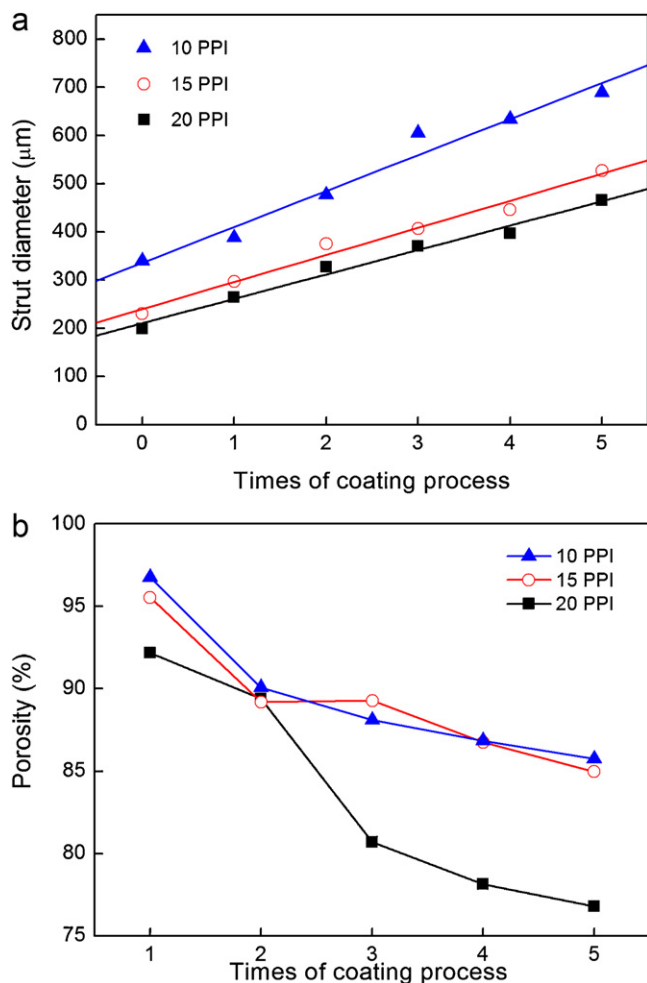 a
800
700
600
500
400
300
200
100
0
Strut diameter (μm)
10 PPI
15 PPI
20 PPI
0 1 2 3 4 5
Times of coating process
b
100
95
90
85
80
75
Porosity (%)
10 PPI
15 PPI
20 PPI
1 2 3 4 5
Times of coating process